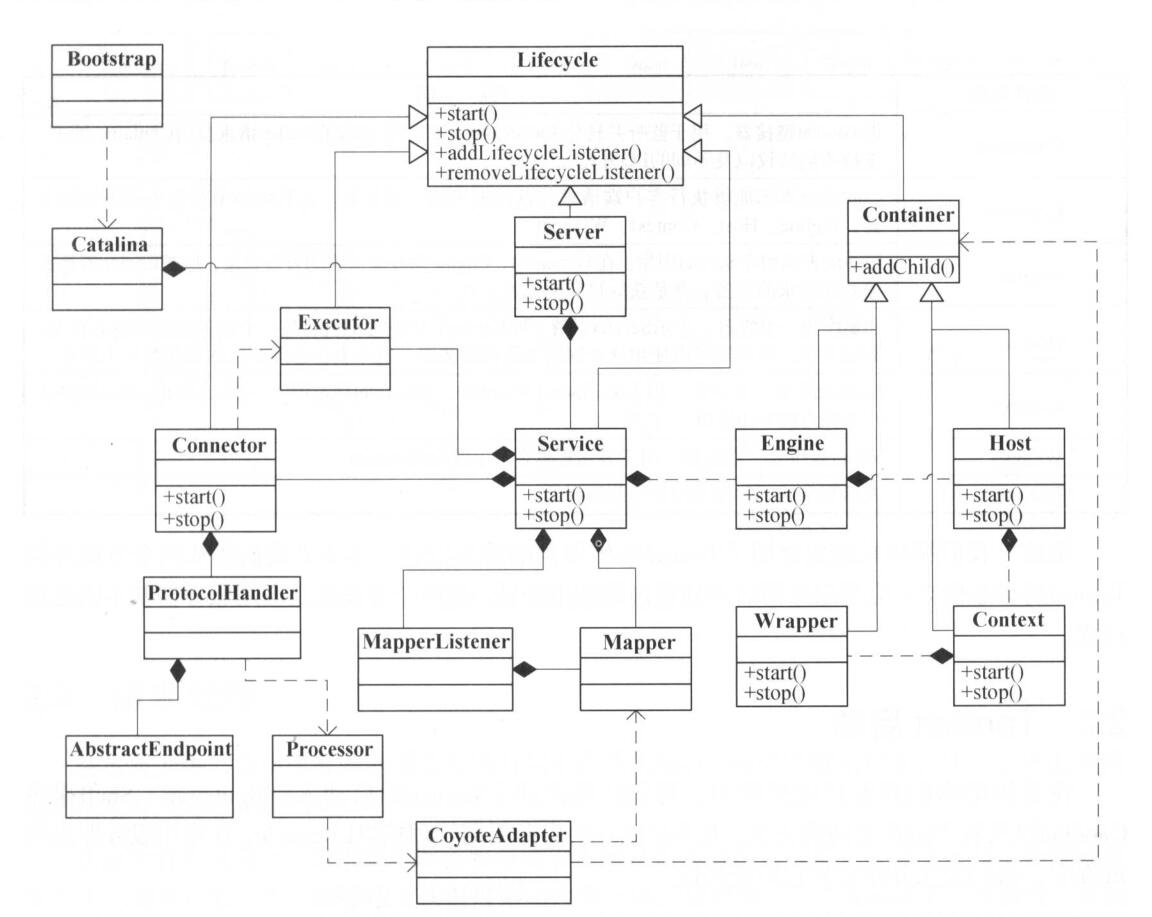 Bootstrap
Lifecycle
+start()
+stop()
+addLifecycleListener()
+removeLifecycleListener()
Container
+addChild()
Catalina
Server
+start()
+stop()
Executor
Connector
+start()
+stop()
Service
+start()
+stop()
Engine
+start()
+stop()
Host
+start()
+stop()
ProtocolHandler
MapperListener
Mapper
Wrapper
+start()
+stop()
Context
+start()
+stop()
AbstractEndpoint
Processor
CoyoteAdapter